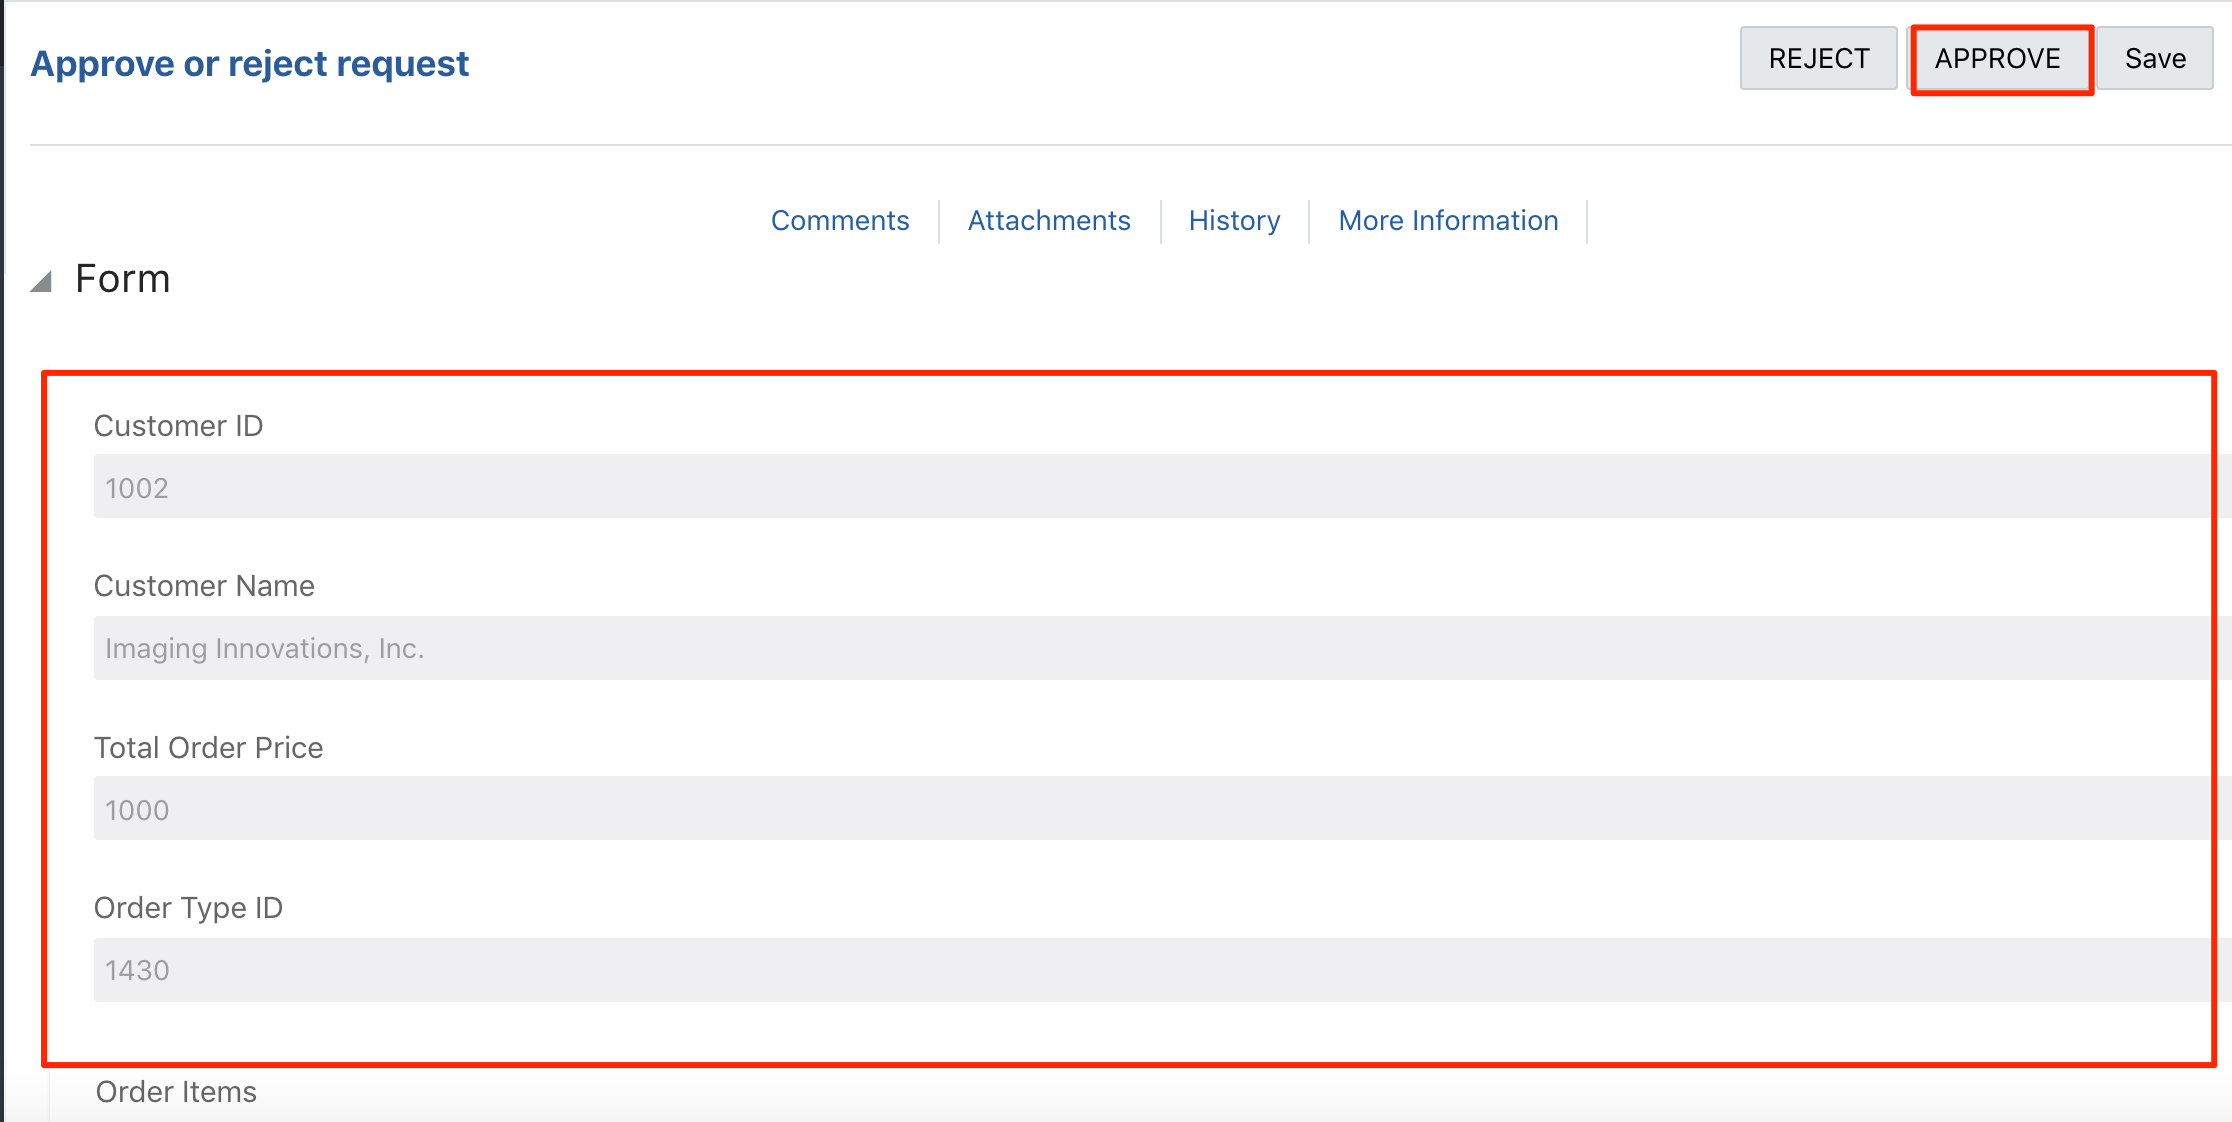 Approve or reject request
REJECT APPROVE Save
Comments Attachments History More Information
Form
Customer ID
1002
Customer Name
Imaging Innovations, Inc.
Total Order Price
1000
Order Type ID
1430
Order Items